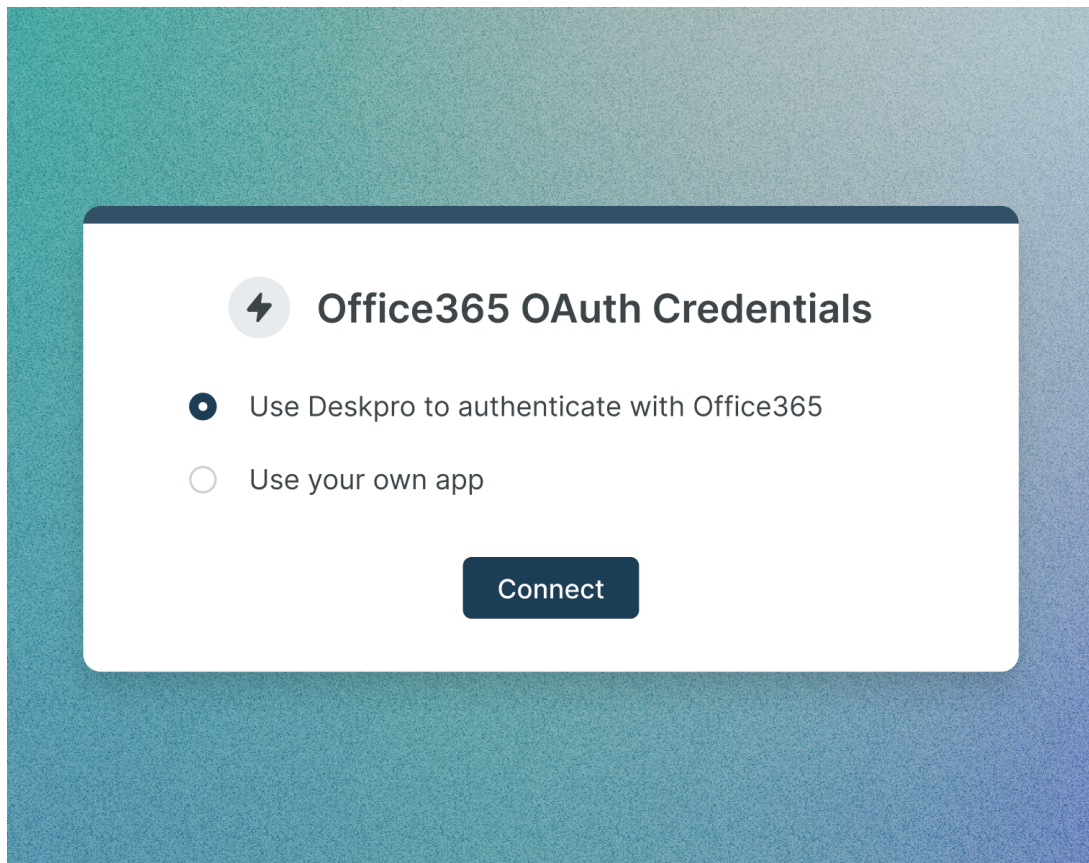 Office365 OAuth Credentials
Use Deskpro to authenticate with Office365
Use your own app
Connect